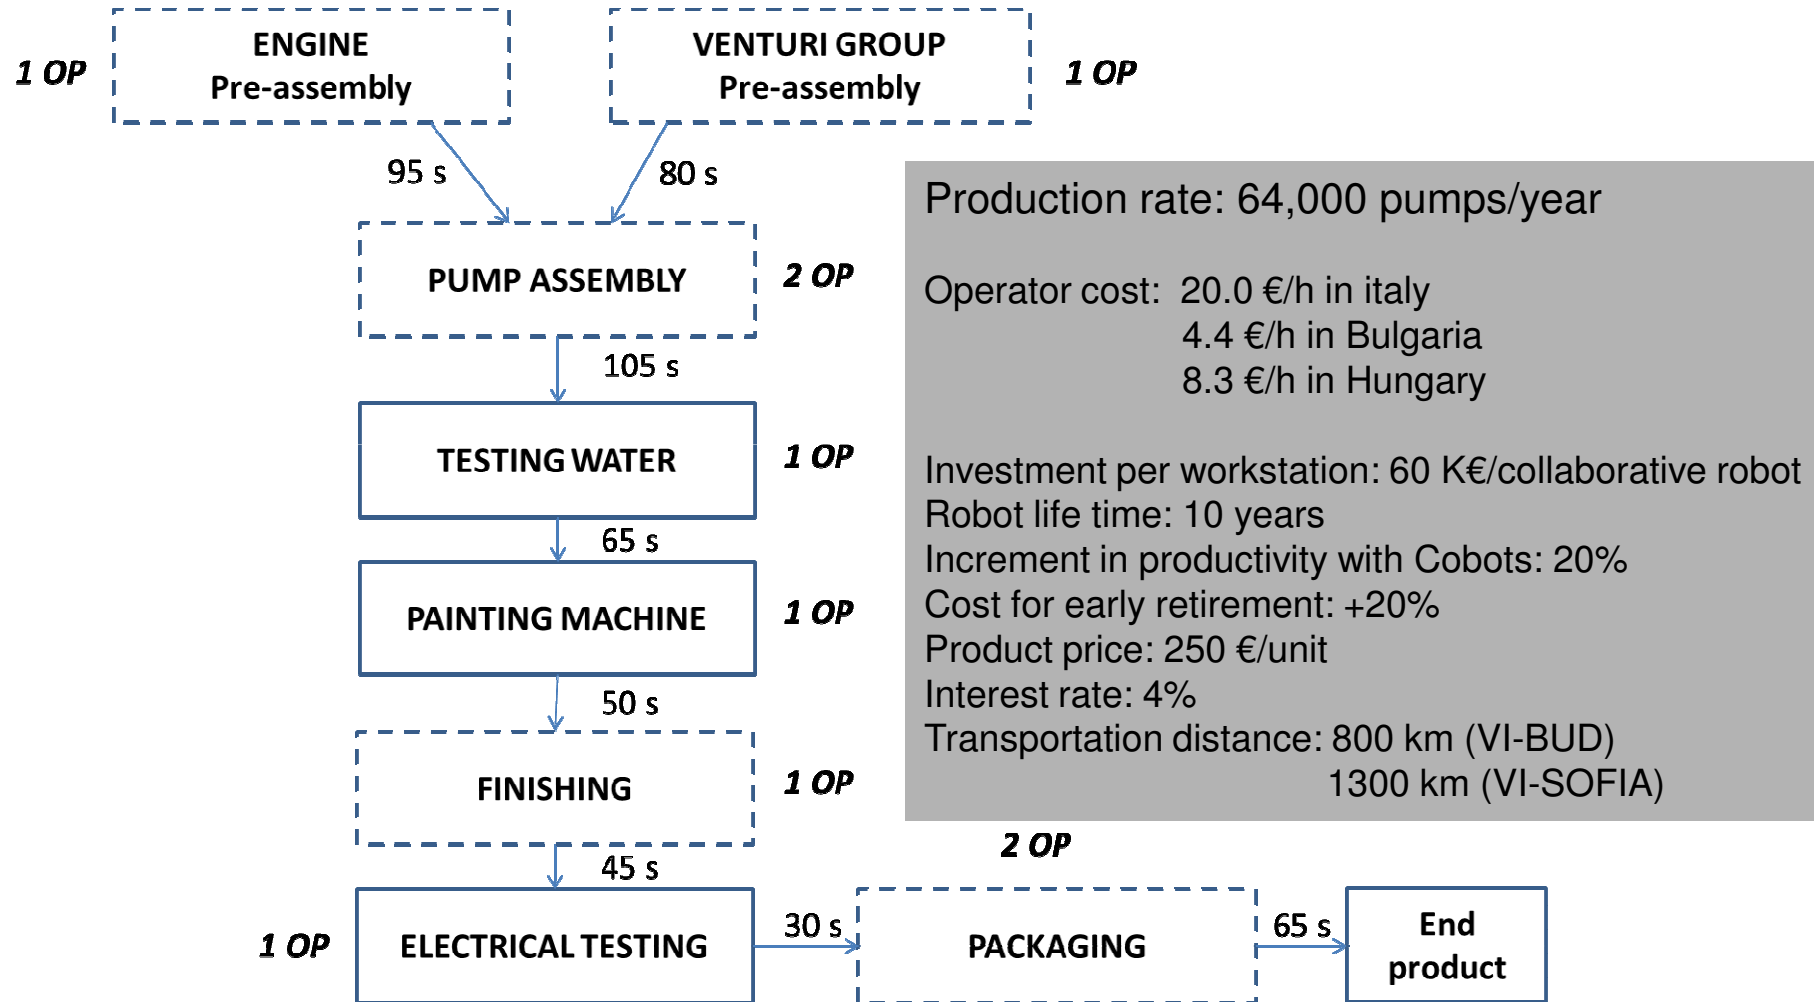 ENGINE
Pre-assembly
1 OP
VENTURI GROUP
Pre-assembly
1 OP
95 s
80 s
PUMP ASSEMBLY
2 OP
105 s
TESTING WATER
1 OP
65 s
PAINTING MACHINE
1 OP
50 s
FINISHING
1 OP
45 s
1 OP
ELECTRICAL TESTING
30 s
2 OP
PACKAGING
65 s
End
product
Production rate: 64,000 pumps/year
Operator cost: 20.0 €/h in italy
4.4 €/h in Bulgaria
8.3 €/h in Hungary
Investment per workstation: 60 K€/collaborative robot
Robot life time: 10 years
Increment in productivity with Cobots: 20%
Cost for early retirement: +20%
Product price: 250 €/unit
Interest rate: 4%
Transportation distance: 800 km (VI-BUD)
1300 km (VI-SOFIA)